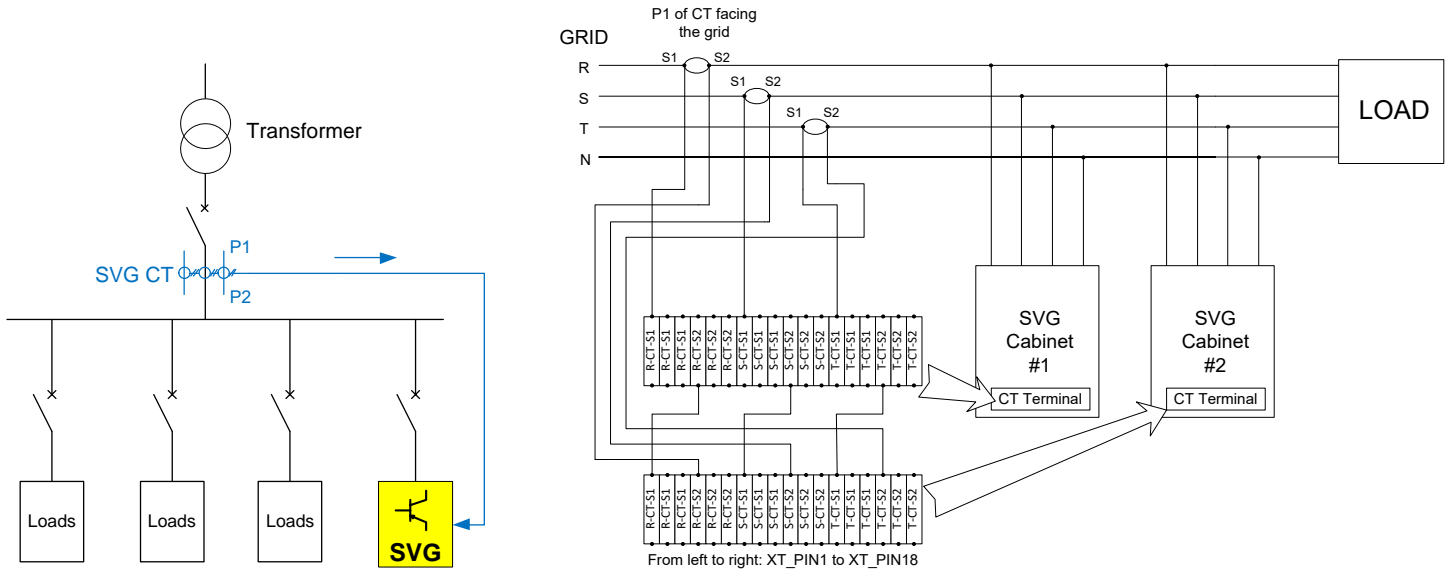 Transformer
P1
SVG CT
P2
Loads
Loads
Loads
SVG
P1 of CT facing
the grid
GRID
R
S1
S2
S
S1
S2
T
S1
S2
N
LOAD
R-CT-S1
R-CT-S1
R-CT-S1
R-CT-S2
R-CT-S2
R-CT-S2
S-CT-S1
S-CT-S1
S-CT-S1
S-CT-S2
S-CT-S2
S-CT-S2
T-CT-S1
T-CT-S1
T-CT-S1
T-CT-S2
T-CT-S2
T-CT-S2
SVG
Cabinet
#1
CT Terminal
SVG
Cabinet
#2
CT Terminal
R-CT-S1
R-CT-S1
R-CT-S1
R-CT-S2
R-CT-S2
R-CT-S2
S-CT-S1
S-CT-S1
S-CT-S1
S-CT-S2
S-CT-S2
S-CT-S2
T-CT-S1
T-CT-S1
T-CT-S1
T-CT-S2
T-CT-S2
T-CT-S2
From left to right: XT_PIN1 to XT_PIN18